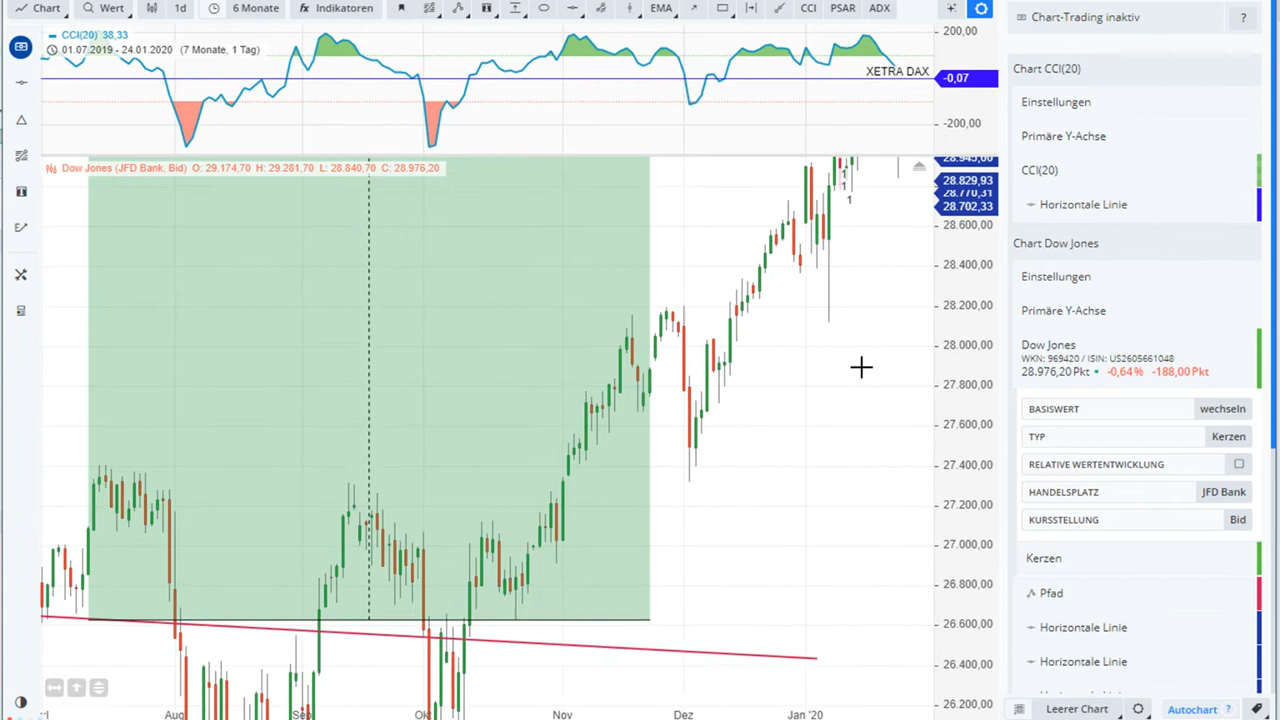 Chart Wert 1d 6 Monate fx Indikatoren EMA CCI PSAR ADX
CCI(20) 38,33
01.07.2019 - 24.01.2020 (7 Monate, 1 Tag)
200,00
XETRA DAX
-0,07
-200,00
Dow Jones (JFD Bank, Bid) O: 29.174,70 H: 29.281,70 L: 28.840,70 C: 28.976,20
28.945,00
28.829,93
28.770,31
28.702,33
1
1
1
28.600,00
28.400,00
28.200,00
28.000,00
27.800,00
27.600,00
27.400,00
27.200,00
27.000,00
26.800,00
26.600,00
26.400,00
26.200,00
Aug Sep Okt Nov Dez Jan '20
Chart-Trading inaktiv ?
Chart CCI(20)
Einstellungen
Primäre Y-Achse
CCI(20)
Horizontale Linie
Chart Dow Jones
Einstellungen
Primäre Y-Achse
Dow Jones
WKN: 969420 / ISIN: US2605661048
28.976,20 Pkt -0,64% -188,00 Pkt
BASISWERT wechseln
TYP Kerzen
RELATIVE WERTENTWICKLUNG
HANDELSPLATZ JFD Bank
KURSSTELLUNG Bid
Kerzen
Pfad
Horizontale Linie
Horizontale Linie
Leerer Chart Autochart ?